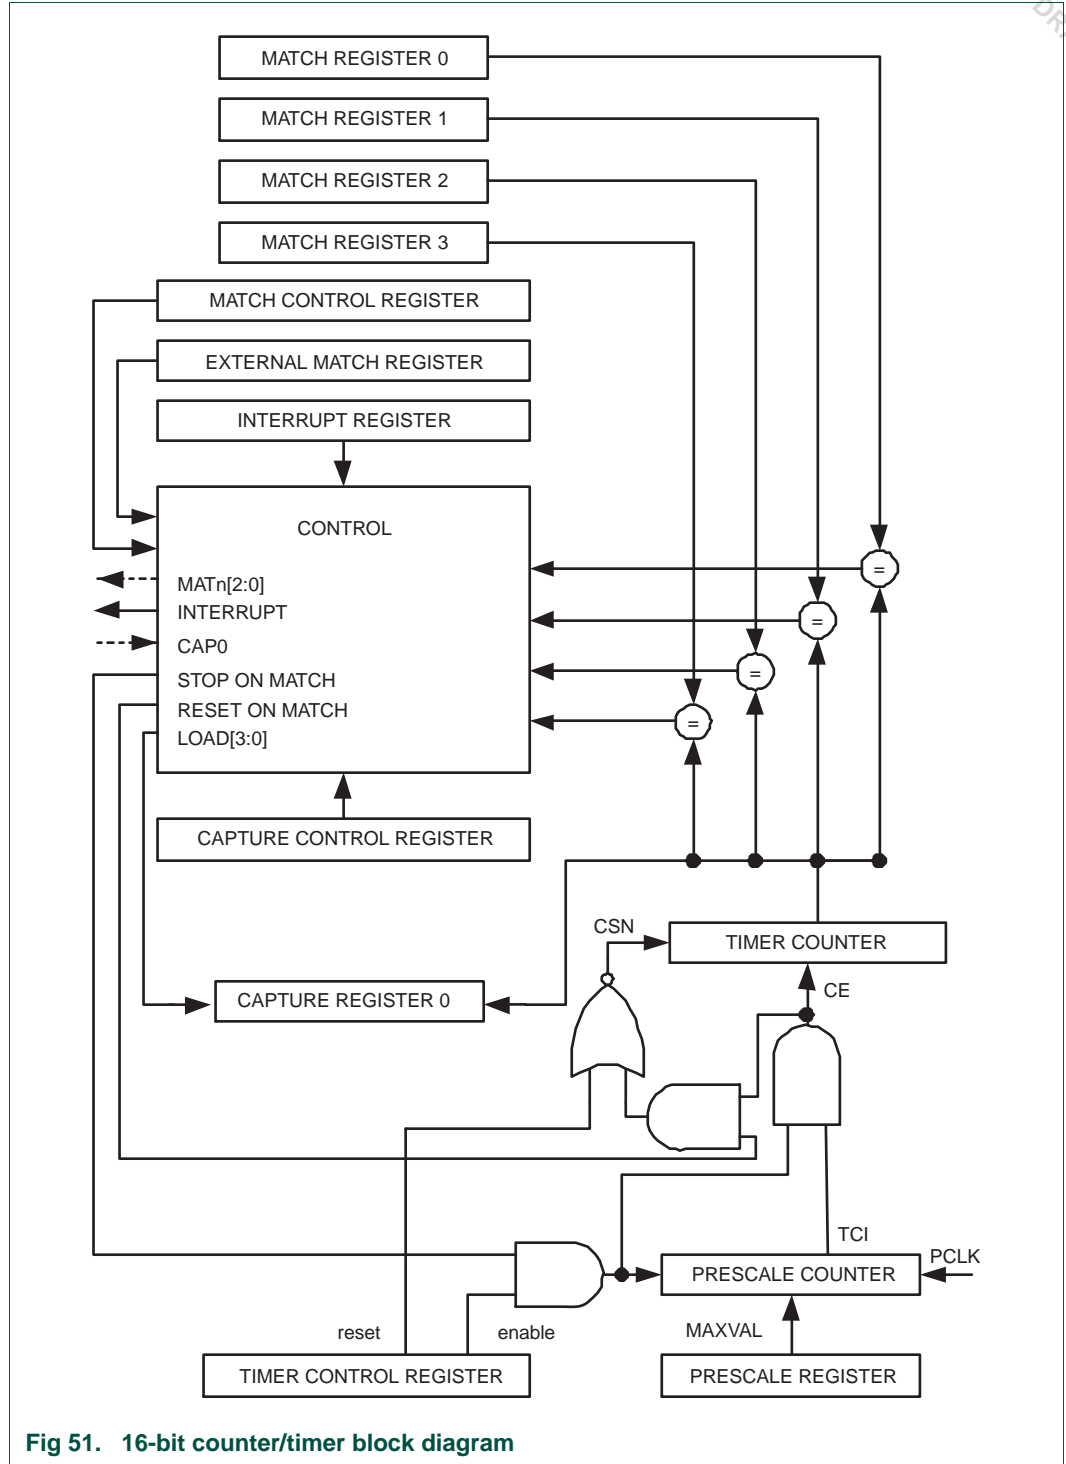 MATCH REGISTER 0
MATCH REGISTER 1
MATCH REGISTER 2
MATCH REGISTER 3
MATCH CONTROL REGISTER
EXTERNAL MATCH REGISTER
INTERRUPT REGISTER
CONTROL
=
MATn[2:0]
INTERRUPT
=
CAP0
STOP ON MATCH
=
RESET ON MATCH
=
LOAD[3:0]
CAPTURE CONTROL REGISTER
CSN
TIMER COUNTER
CE
CAPTURE REGISTER 0
TCI
PCLK
PRESCALE COUNTER
reset
enable
MAXVAL
TIMER CONTROL REGISTER
PRESCALE REGISTER
Fig 51. 16-bit counter/timer block diagram